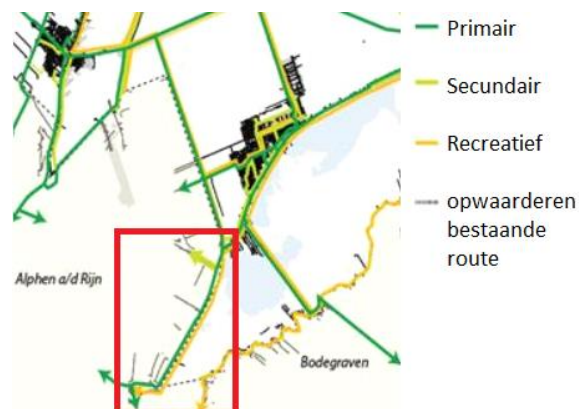 Primair
Secundair
Recreatief
opwaarderen
bestaande
route
Alphen a/d Rijn
Bodegraven